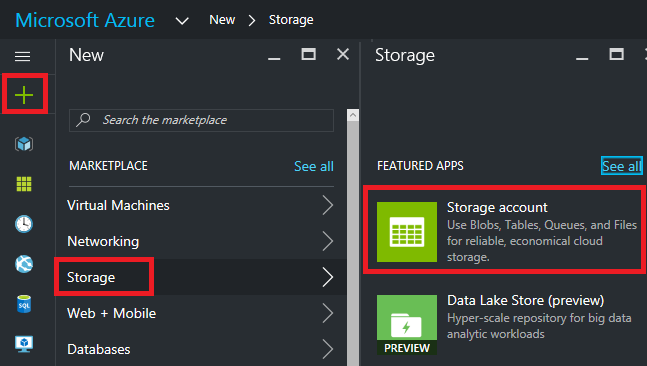 Microsoft Azure New > Storage
New
Search the marketplace
MARKETPLACE See all
Virtual Machines
Networking
Storage
Web + Mobile
Databases
Storage
FEATURED APPS See all
Storage account
Use Blobs, Tables, Queues, and Files
for reliable, economical cloud
storage.
Data Lake Store (preview)
Hyper-scale repository for big data
analytic workloads
PREVIEW
SQL